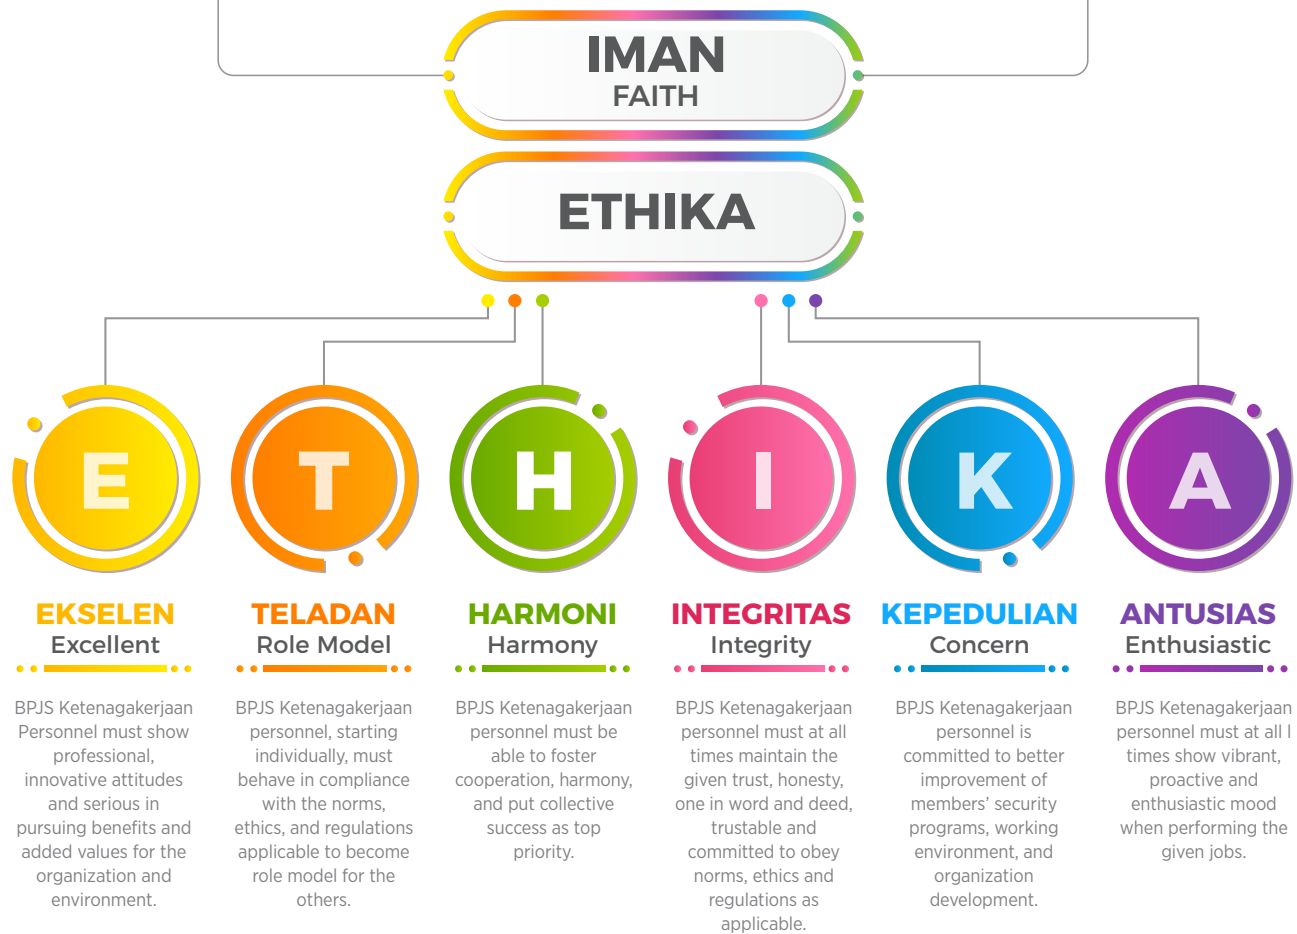 IMAN
FAITH
ETHIKA
E
T
H
I
K
A
EKSELEN
Excellent
BPJS Ketenagakerjaan
Personnel must show
professional,
innovative attitudes
and serious in
pursuing benefits and
added values for the
organization and
environment.
TELADAN
Role Model
BPJS Ketenagakerjaan
personnel, starting
individually, must
behave in compliance
with the norms,
ethics, and regulations
applicable to become
role model for the
others.
HARMONI
Harmony
BPJS Ketenagakerjaan
personnel must be
able to foster
cooperation, harmony,
and put collective
success as top
priority.
INTEGRITAS
Integrity
BPJS Ketenagakerjaan
personnel must at all
times maintain the
given trust, honesty,
one in word and deed,
trustable and
committed to obey
norms, ethics and
regulations as
applicable.
KEPEDULIAN
Concern
BPJS Ketenagakerjaan
personnel is
committed to better
improvement of
members’ security
programs, working
environment, and
organization
development.
ANTUSIAS
Enthusiastic
BPJS Ketenagakerjaan
personnel must at all l
times show vibrant,
proactive and
enthusiastic mood
when performing the
given jobs.